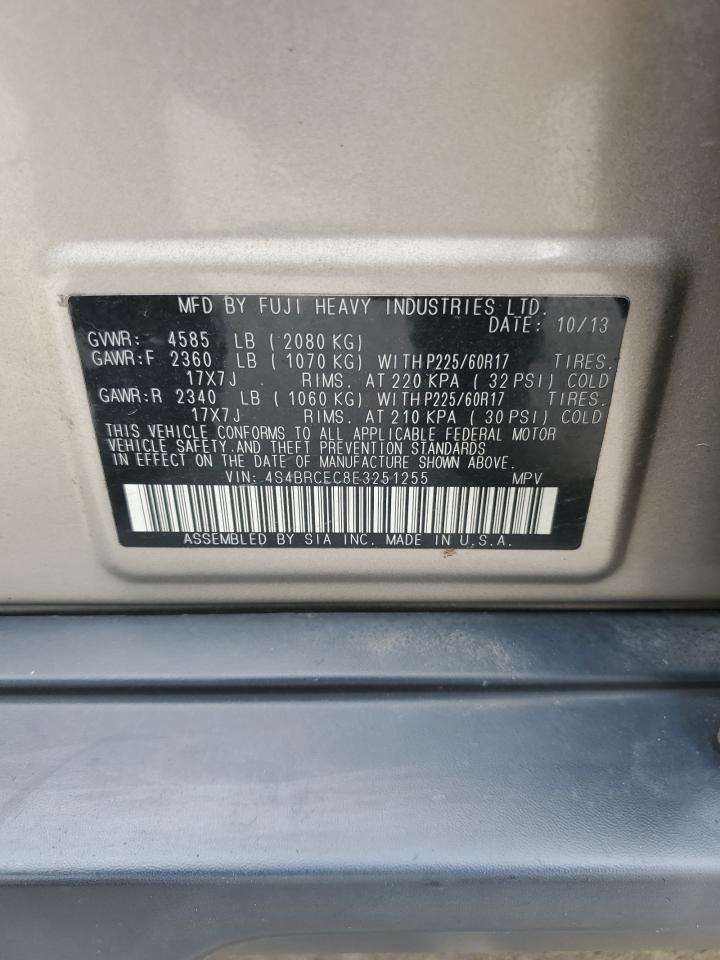 MFD BY FUJI HEAVY INDUSTRIES LTD.
DATE: 10/13
GVWR: 4585 LB ( 2080 KG)
GAWR:F 2360 LB ( 1070 KG) WITH P225/60R17 TIRES.
17X7J RIMS. AT 220 KPA ( 32 PSI) COLD
GAWR:R 2340 LB ( 1060 KG) WITH P225/60R17 TIRES.
17X7J RIMS. AT 210 KPA ( 30 PSI) COLD
THIS VEHICLE CONFORMS TO ALL APPLICABLE FEDERAL MOTOR
VEHICLE SAFETY.AND THEFT PREVENTION STANDARDS
IN EFFECT ON THE DATE OF MANUFACTURE SHOWN ABOVE.
VIN: 4S4BRCEC8E3251255 MPV
ASSEMBLED BY SIA INC. MADE IN U.S.A.